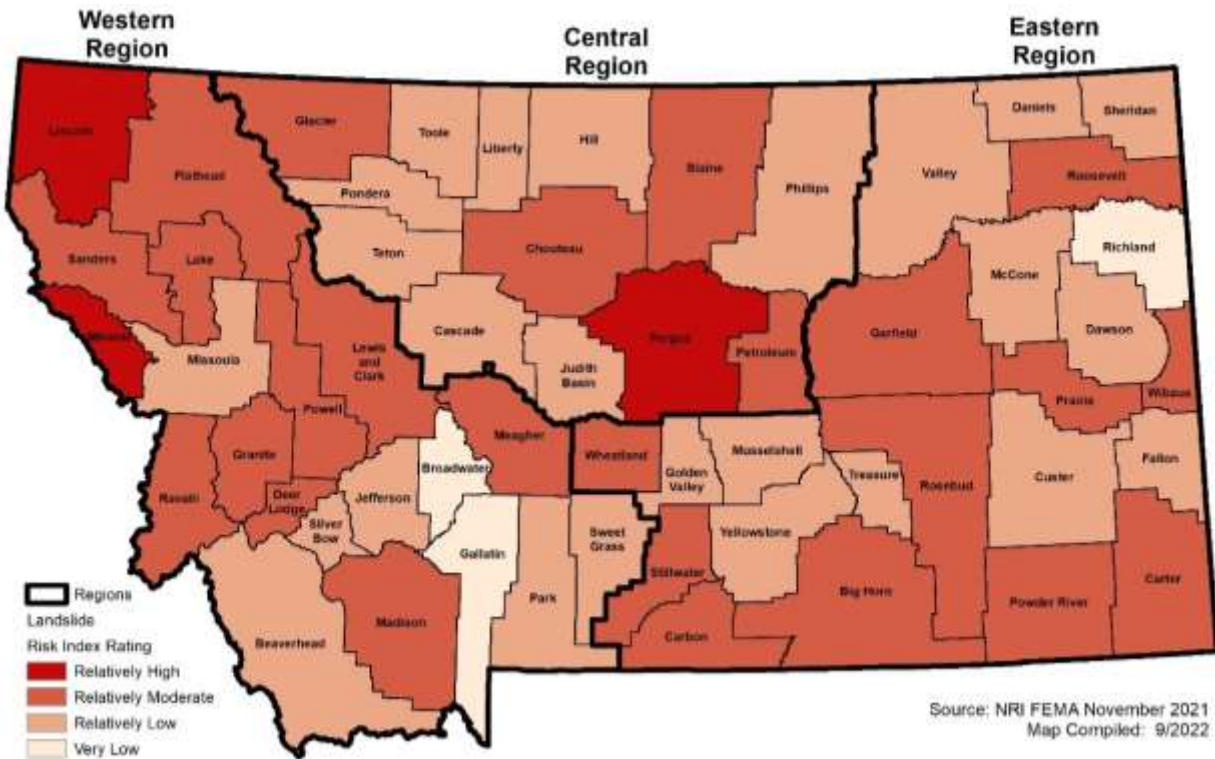 Western
Region
Central
Region
Eastern
Region
Lincoln
Flathead
Glacier
Toole
Liberty
Hill
Blaine
Phillips
Valley
Daniels
Sheridan
Roosevelt
Pondera
Teton
Chouteau
Richland
McCone
Sanders
Lake
Cascade
Fergus
Petroleum
Garfield
Dawson
Missoula
Lewis
and
Clark
Judith
Basin
Prairie
Wibaux
Powell
Meagher
Wheatland
Golden
Valley
Musselshell
Treasure
Rosebud
Custer
Fallon
Ravalli
Granite
Deer
Lodge
Silver
Bow
Jefferson
Broadwater
Gallatin
Park
Sweet
Grass
Stillwater
Yellowstone
Big Horn
Powder River
Carter
Carbon
Beaverhead
Madison
Regions
Landslide
Risk Index Rating
Relatively High
Relatively Moderate
Relatively Low
Very Low
Source: NRI FEMA November 2021
Map Compiled: 9/2022